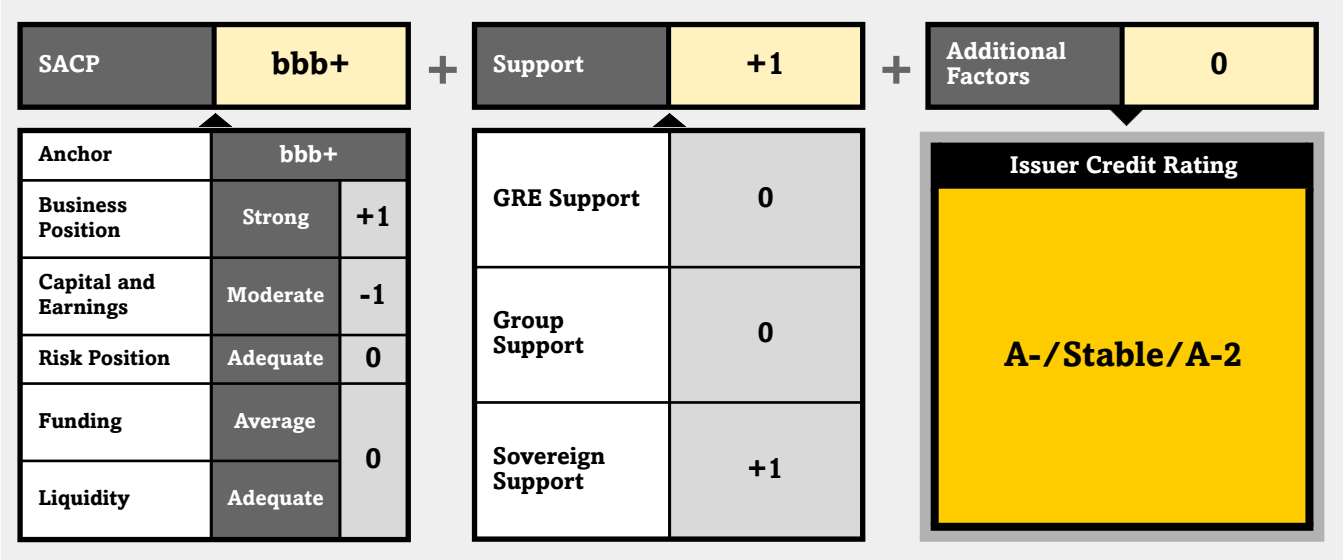 SACP bbb+ + Support +1 + Additional Factors 0
Anchor bbb+
Business Position Strong +1
Capital and Earnings Moderate -1
Risk Position Adequate 0
Funding Average 0
Liquidity Adequate
GRE Support 0
Group Support 0
Sovereign Support +1
Issuer Credit Rating
A-/Stable/A-2